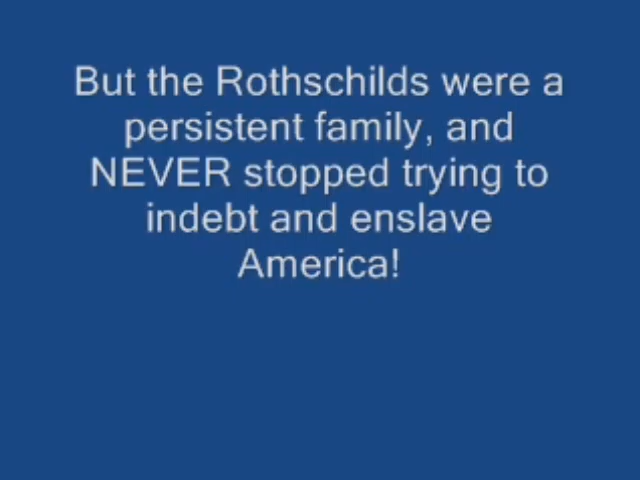 But the Rothschilds were a
persistent family, and
NEVER stopped trying to
indebt and enslave
America!